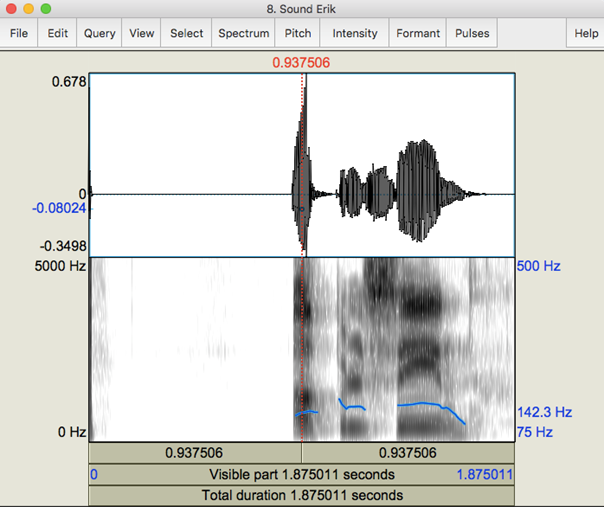 8. Sound Erik
File Edit Query View Select Spectrum Pitch Intensity Formant Pulses Help
0.937506
0.678
0
-0.08024
-0.3498
5000 Hz 500 Hz
142.3 Hz
0 Hz 75 Hz
0.937506 0.937506
0 Visible part 1.875011 seconds 1.875011
Total duration 1.875011 seconds